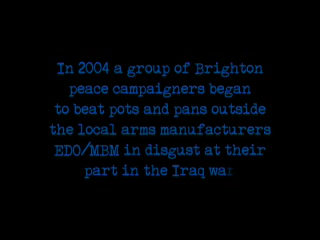 In 2004 a group of Brighton
peace campaigners began
to beat pots and pans outside
the local arms manufacturers
EDO/MBM in disgust at their
part in the Iraq war